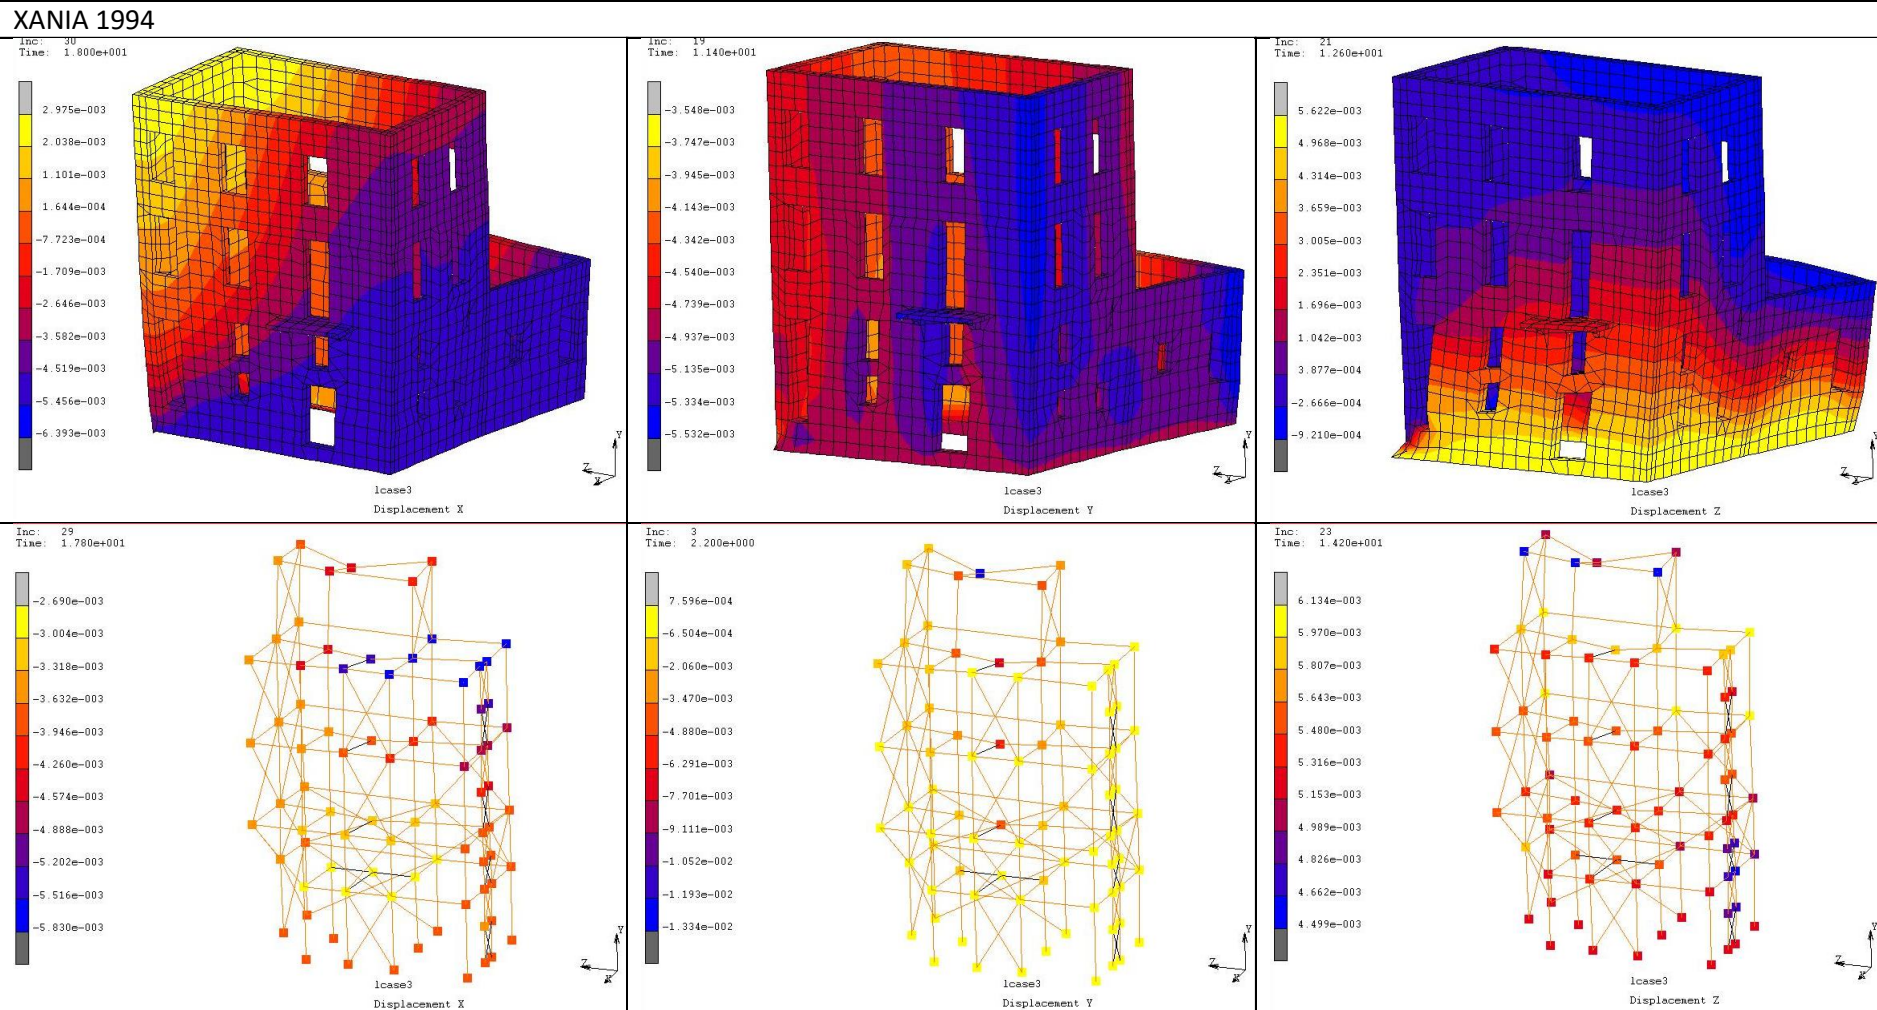 XANIA 1994
Inc: 30
Time: 1.800e+001
2.975e-003
2.038e-003
1.101e-003
1.644e-004
-7.723e-004
-1.709e-003
-2.646e-003
-3.582e-003
-4.519e-003
-5.456e-003
-6.393e-003
Y
Z
X
lcase3
Displacement X
Inc: 19
Time: 1.140e+001
-3.548e-003
-3.747e-003
-3.945e-003
-4.143e-003
-4.342e-003
-4.540e-003
-4.739e-003
-4.937e-003
-5.135e-003
-5.334e-003
-5.532e-003
Y
Z
X
lcase3
Displacement Y
Inc: 21
Time: 1.260e+001
5.622e-003
4.968e-003
4.314e-003
3.659e-003
3.005e-003
2.351e-003
1.696e-003
1.042e-003
3.877e-004
-2.666e-004
-9.210e-004
Y
Z
X
lcase3
Displacement Z
Inc: 29
Time: 1.780e+001
-2.690e-003
-3.004e-003
-3.318e-003
-3.632e-003
-3.946e-003
-4.260e-003
-4.574e-003
-4.888e-003
-5.202e-003
-5.516e-003
-5.830e-003
Y
Z
X
lcase3
Displacement X
Inc: 3
Time: 2.200e+000
7.596e-004
-6.504e-004
-2.060e-003
-3.470e-003
-4.880e-003
-6.291e-003
-7.701e-003
-9.111e-003
-1.052e-002
-1.193e-002
-1.334e-002
Y
Z
X
lcase3
Displacement Y
Inc: 23
Time: 1.420e+001
6.134e-003
5.970e-003
5.807e-003
5.643e-003
5.480e-003
5.316e-003
5.153e-003
4.989e-003
4.826e-003
4.662e-003
4.499e-003
Y
Z
X
lcase3
Displacement Z